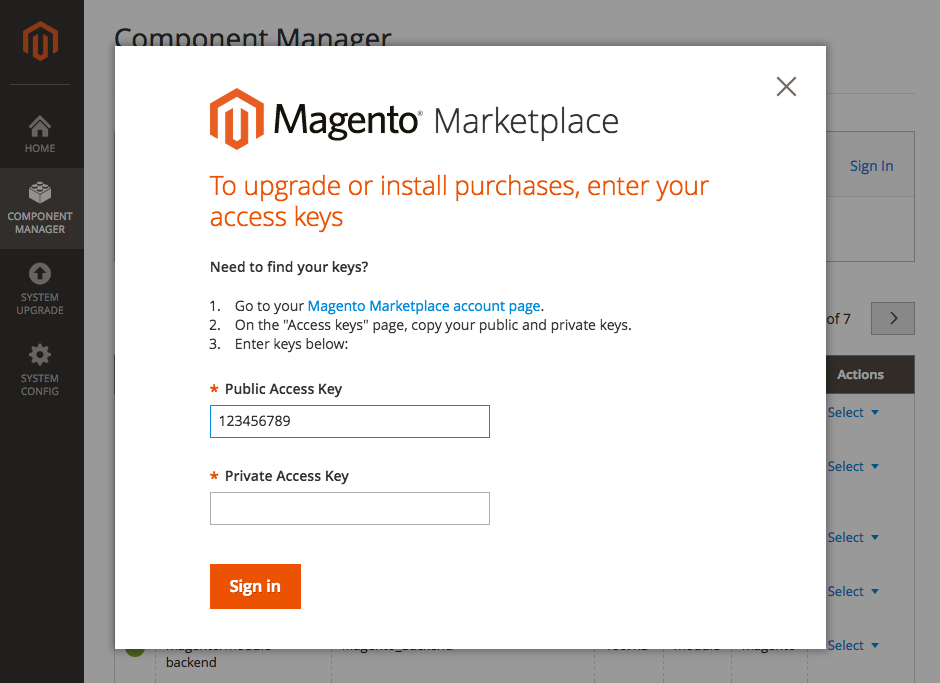 Component Manager
HOME
COMPONENT
MANAGER
SYSTEM
UPGRADE
SYSTEM
CONFIG
Magento® Marketplace
To upgrade or install purchases, enter your
access keys
Need to find your keys?
1. Go to your Magento Marketplace account page.
2. On the "Access keys" page, copy your public and private keys.
3. Enter keys below:
* Public Access Key
123456789
* Private Access Key
Sign in
Sign In
of 7
Actions
Select
Select
Select
Select
Select
backend